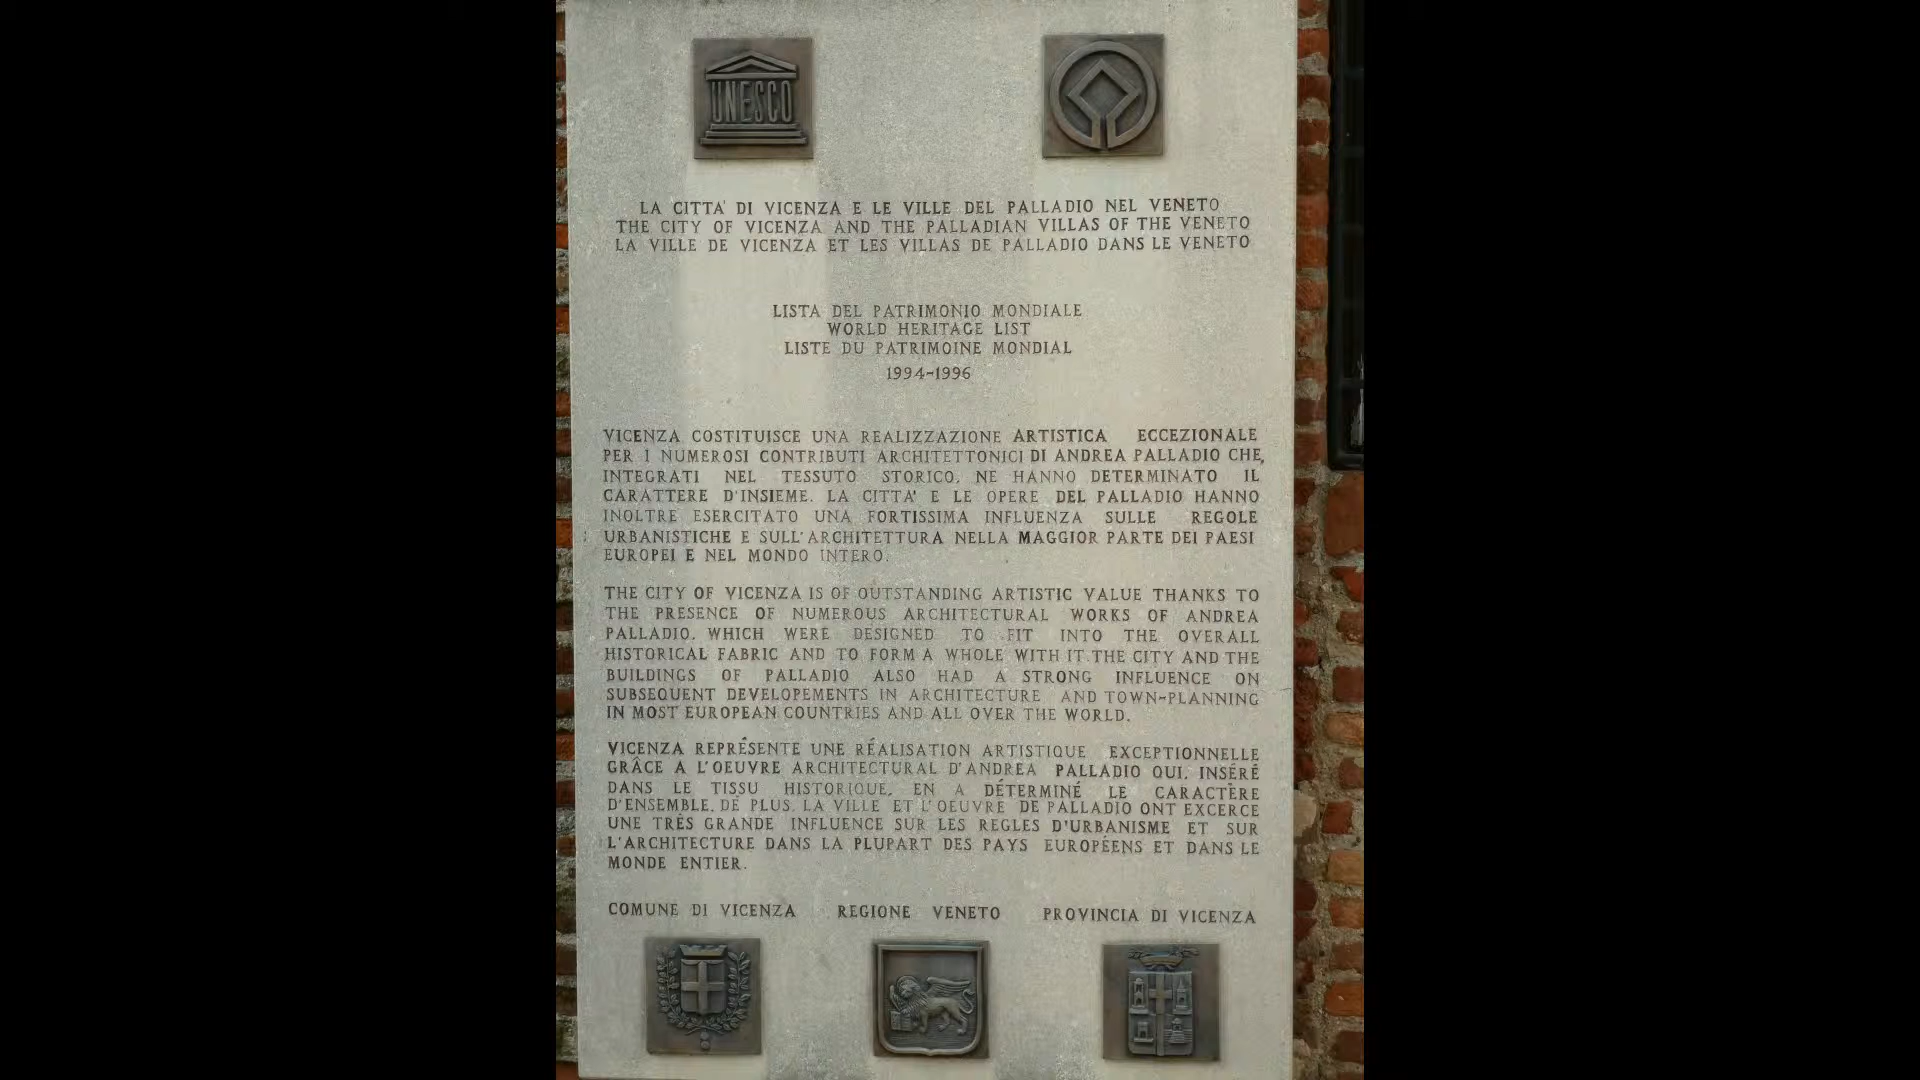 UNESCO
LA CITTA' DI VICENZA E LE VILLE DEL PALLADIO NEL VENETO
THE CITY OF VICENZA AND THE PALLADIAN VILLAS OF THE VENETO
LA VILLE DE VICENZA ET LES VILLAS DE PALLADIO DANS LE VENETO
LISTA DEL PATRIMONIO MONDIALE
WORLD HERITAGE LIST
LISTE DU PATRIMOINE MONDIAL
1994-1996
VICENZA COSTITUISCE UNA REALIZZAZIONE ARTISTICA ECCEZIONALE
PER I NUMEROSI CONTRIBUTI ARCHITETTONICI DI ANDREA PALLADIO CHE,
INTEGRATI NEL TESSUTO STORICO, NE HANNO DETERMINATO IL
CARATTERE D'INSIEME. LA CITTA' E LE OPERE DEL PALLADIO HANNO
INOLTRE ESERCITATO UNA FORTISSIMA INFLUENZA SULLE REGOLE
URBANISTICHE E SULL'ARCHITETTURA NELLA MAGGIOR PARTE DEI PAESI
EUROPEI E NEL MONDO INTERO.
THE CITY OF VICENZA IS OF OUTSTANDING ARTISTIC VALUE THANKS TO
THE PRESENCE OF NUMEROUS ARCHITECTURAL WORKS OF ANDREA
PALLADIO, WHICH WERE DESIGNED TO FIT INTO THE OVERALL
HISTORICAL FABRIC AND TO FORM A WHOLE WITH IT. THE CITY AND THE
BUILDINGS OF PALLADIO ALSO HAD A STRONG INFLUENCE ON
SUBSEQUENT DEVELOPEMENTS IN ARCHITECTURE AND TOWN-PLANNING
IN MOST EUROPEAN COUNTRIES AND ALL OVER THE WORLD.
VICENZA REPRÉSENTE UNE RÉALISATION ARTISTIQUE EXCEPTIONNELLE
GRÂCE A L'OEUVRE ARCHITECTURAL D'ANDREA PALLADIO QUI, INSÉRÉ
DANS LE TISSU HISTORIQUE, EN A DÉTERMINÉ LE CARACTÈRE
D'ENSEMBLE. DE PLUS, LA VILLE ET L'OEUVRE DE PALLADIO ONT EXCERCE
UNE TRÈS GRANDE INFLUENCE SUR LES REGLES D'URBANISME ET SUR
L'ARCHITECTURE DANS LA PLUPART DES PAYS EUROPÉENS ET DANS LE
MONDE ENTIER.
COMUNE DI VICENZA REGIONE VENETO PROVINCIA DI VICENZA